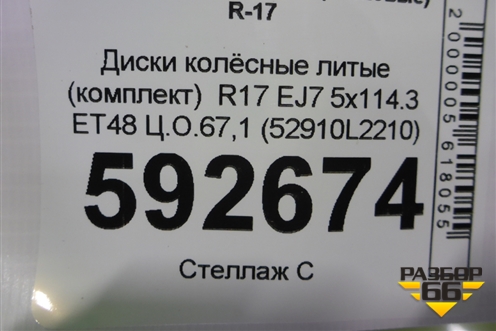 R-17
Диски колёсные литые
(комплект) R17 EJ7 5x114.3
ET48 Ц.О.67,1 (52910L2210)
592674
Стеллаж С
2000005618055
РАЗБОР
66